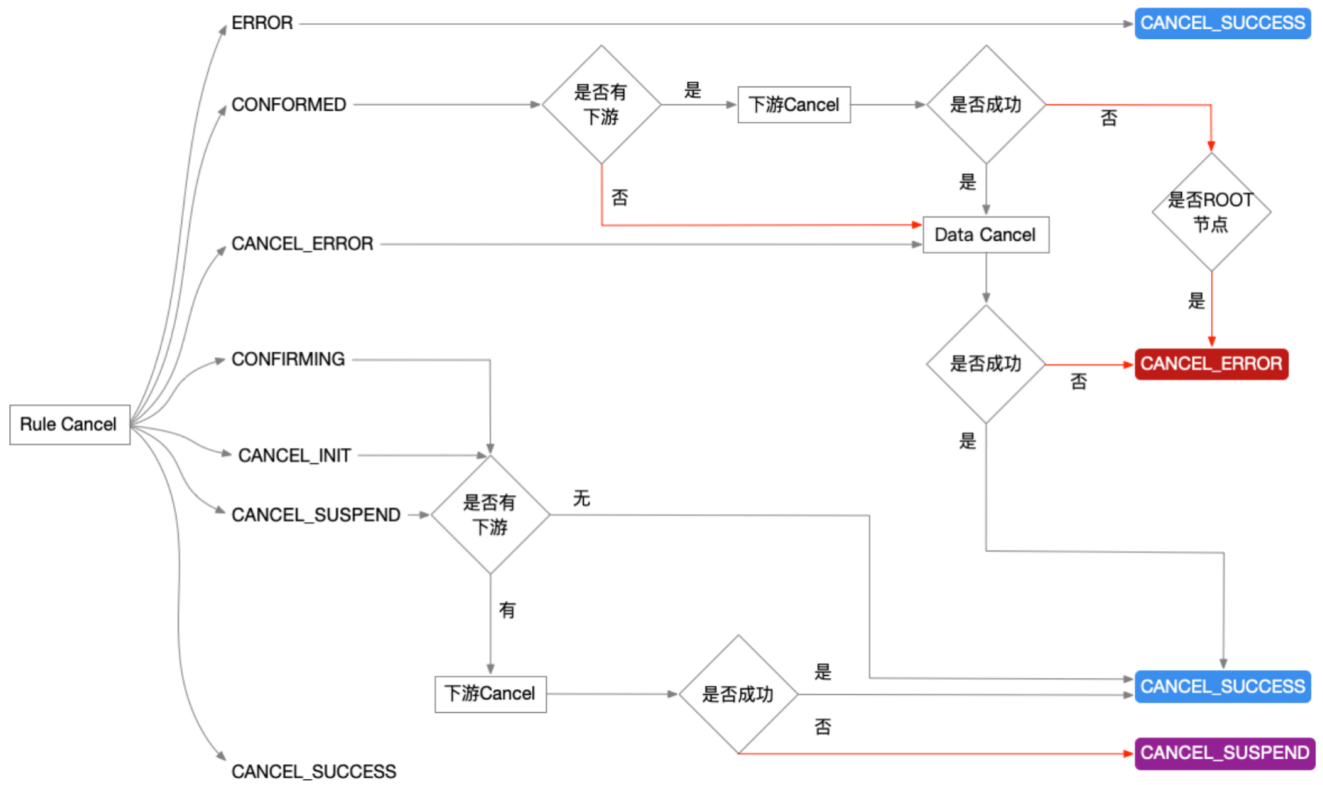 ERROR
CANCEL_SUCCESS
CONFORMED
是否有
下游
是
下游Cancel
是否成功
否
否
是
是否ROOT
节点
Data Cancel
CANCEL_ERROR
是
CONFIRMING
是否成功
否
CANCEL_ERROR
Rule Cancel
是
CANCEL_INIT
CANCEL_SUSPEND
是否有
下游
无
有
下游Cancel
是否成功
是
CANCEL_SUCCESS
否
CANCEL_SUSPEND
CANCEL_SUCCESS